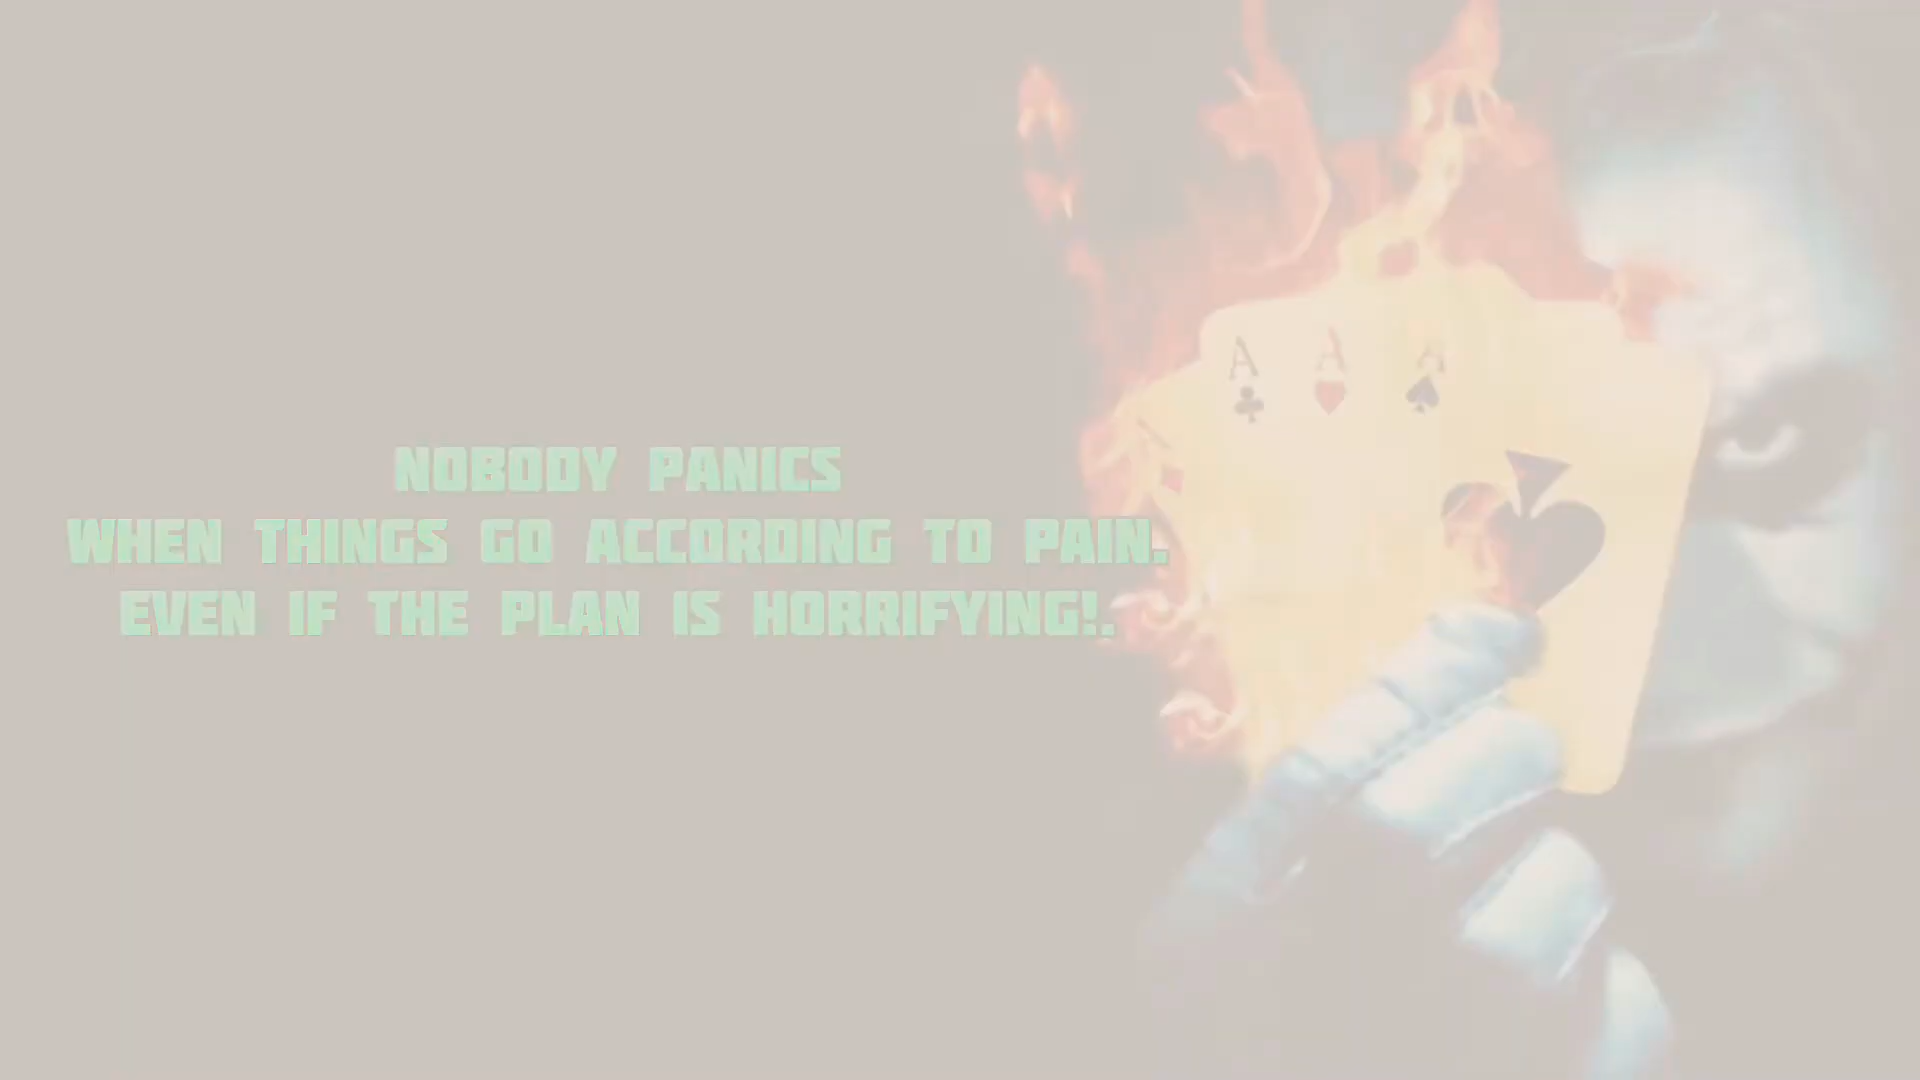 NOBODY PANICS
WHEN THINGS GO ACCORDING TO PAIN.
EVEN IF THE PLAN IS HORRIFYING!.
A A A